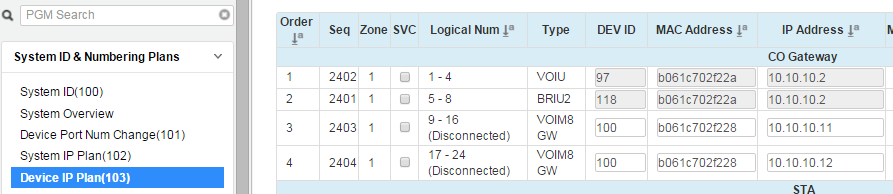 PGM Search
System ID & Numbering Plans
System ID(100)
System Overview
Device Port Num Change(101)
System IP Plan(102)
Device IP Plan(103)
Order Seq Zone SVC Logical Num Type DEV ID MAC Address IP Address M
CO Gateway
1 2402 1 1 - 4 VOIU 97 b061c702f22a 10.10.10.2
2 2401 1 5 - 8 BRIU2 118 b061c702f22a 10.10.10.2
3 2403 1 9 - 16 (Disconnected) VOIM8 GW 100 b061c702f228 10.10.10.11
4 2404 1 17 - 24 (Disconnected) VOIM8 GW 100 b061c702f228 10.10.10.12
STA